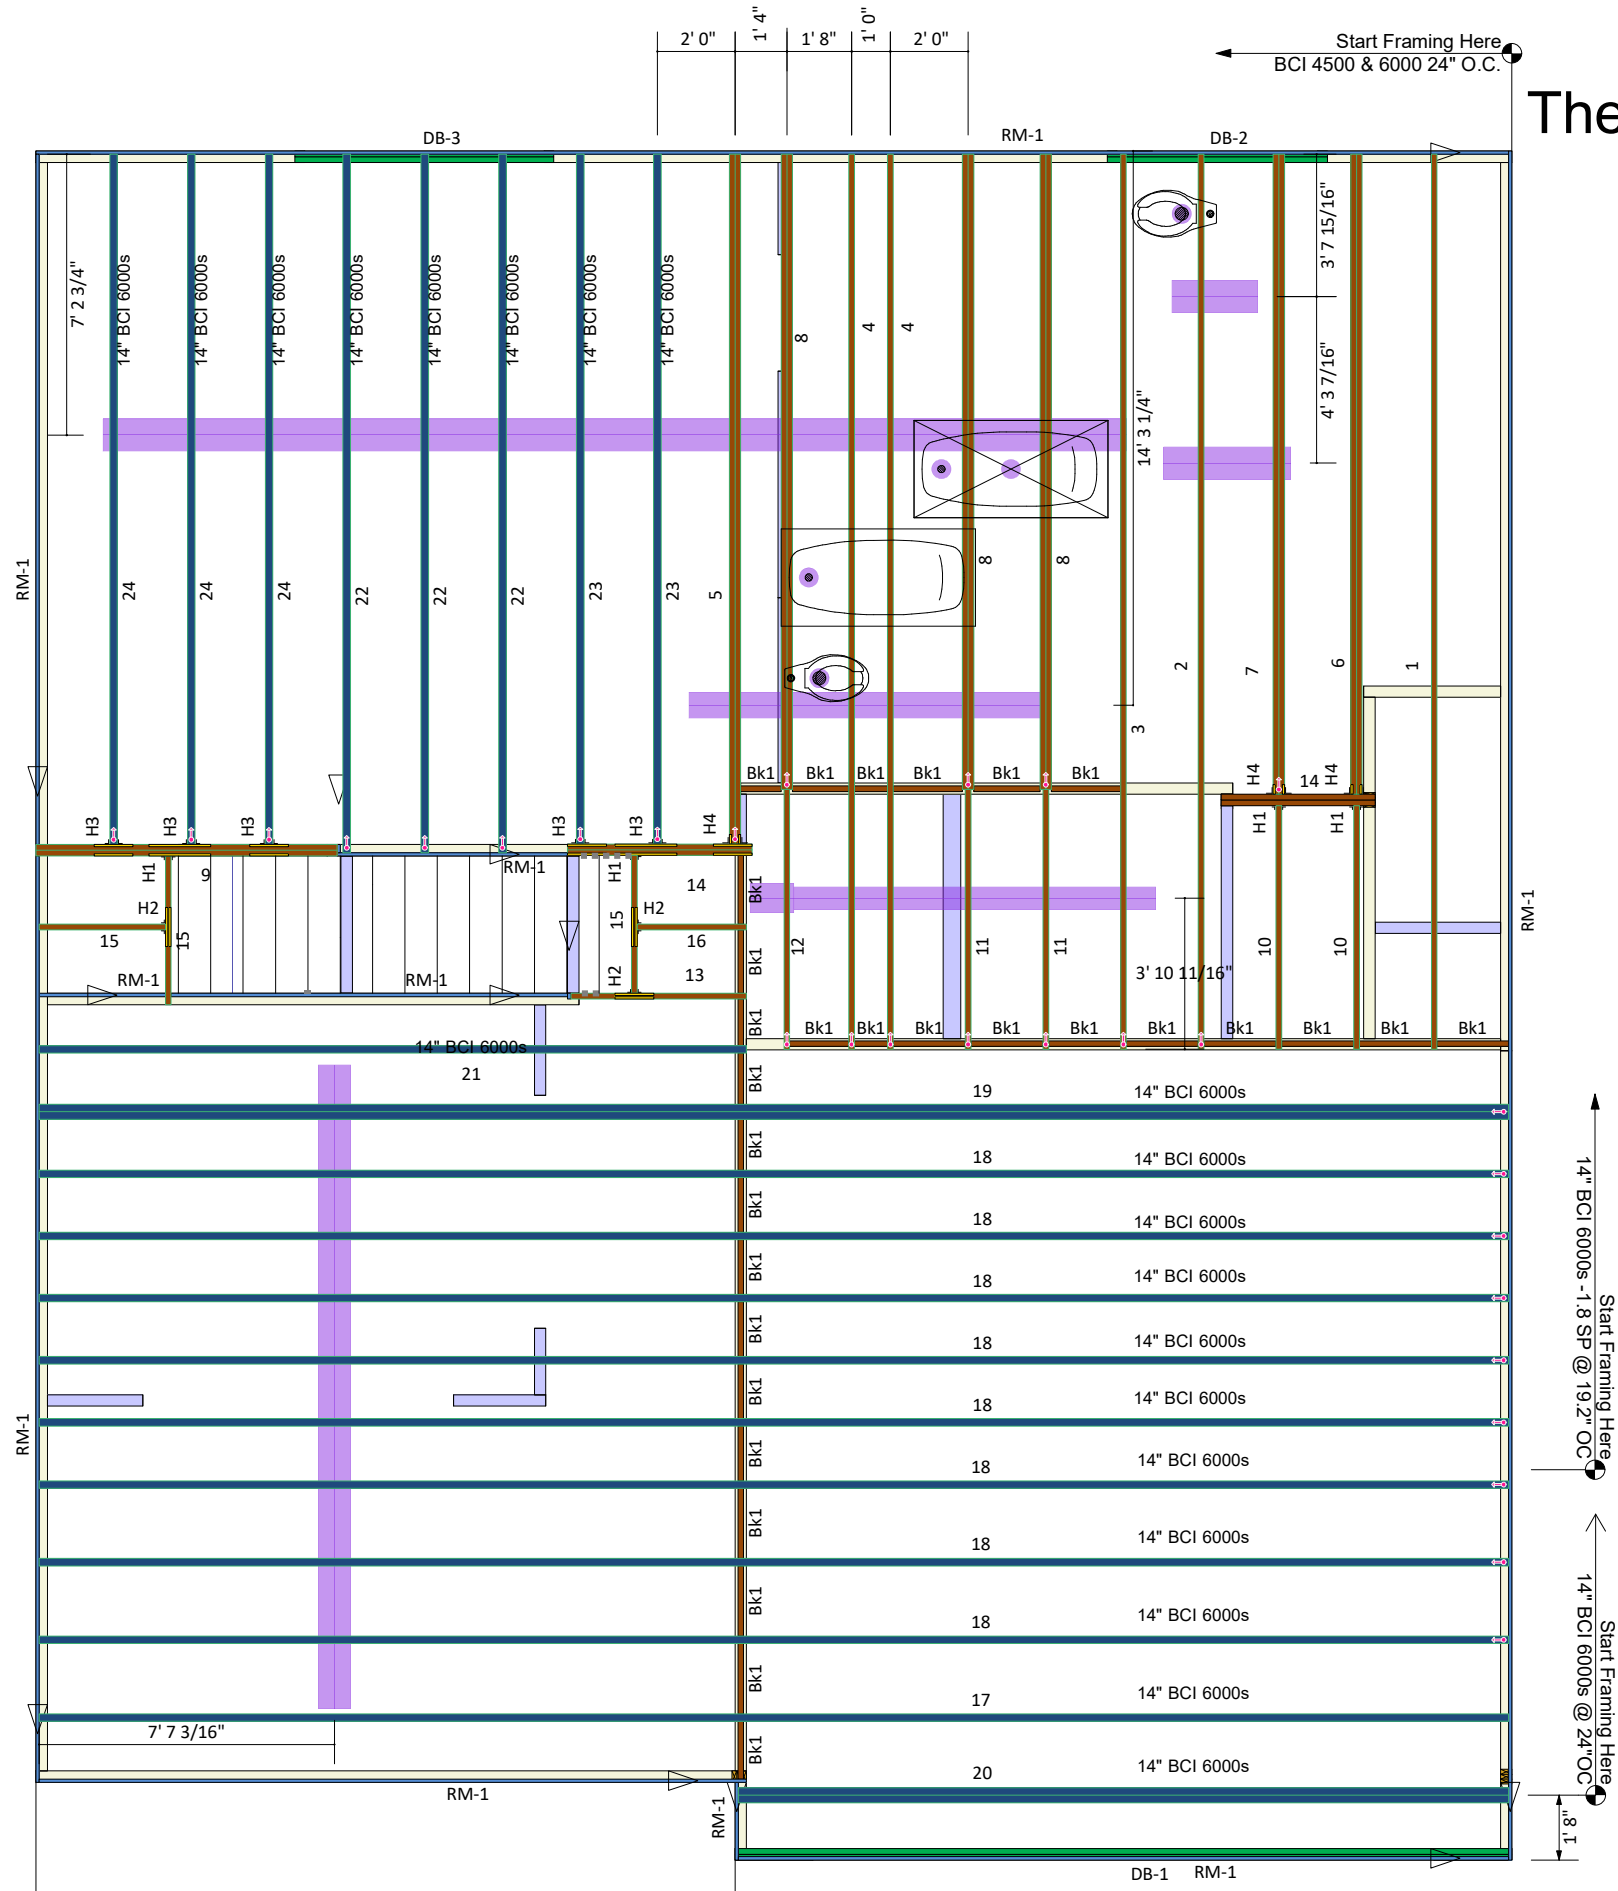 2' 0"
1' 4"
1' 8"
1' 0"
2' 0"
Start Framing Here
BCI 4500 & 6000 24" O.C.
The
DB-3
RM-1
DB-2
7' 2 3/4"
14" BCI 6000s
14" BCI 6000s
14" BCI 6000s
14" BCI 6000s
14" BCI 6000s
14" BCI 6000s
14" BCI 6000s
14" BCI 6000s
8
4
4
3' 7 15/16"
4' 3 7/16"
14' 3 1/4"
RM-1
24
24
24
22
22
22
23
23
5
8
8
2
7
6
1
3
Bk1
Bk1
Bk1
Bk1
Bk1
Bk1
H4
14
H4
H3
H3
H3
H3
H3
H4
H1
H1
H1
9
RM-1
H1
14
Bk1
H2
15
15
15
H2
16
Bk1
12
11
11
3' 10 11/16"
10
10
RM-1
RM-1
RM-1
H2
13
Bk1
Bk1
Bk1
Bk1
Bk1
Bk1
Bk1
Bk1
Bk1
Bk1
14" BCI 6000s
21
Bk1
19
14" BCI 6000s
Bk1
18
14" BCI 6000s
Bk1
18
14" BCI 6000s
Bk1
18
14" BCI 6000s
Bk1
18
14" BCI 6000s
Bk1
18
14" BCI 6000s
RM-1
Bk1
18
14" BCI 6000s
Bk1
18
14" BCI 6000s
Bk1
18
14" BCI 6000s
Bk1
17
14" BCI 6000s
7' 7 3/16"
Bk1
20
14" BCI 6000s
RM-1
RM-1
DB-1
RM-1
Start Framing Here
14" BCI 6000s -1.8 SP @ 19.2" OC
Start Framing Here
14" BCI 6000s @ 24"OC
1' 8"